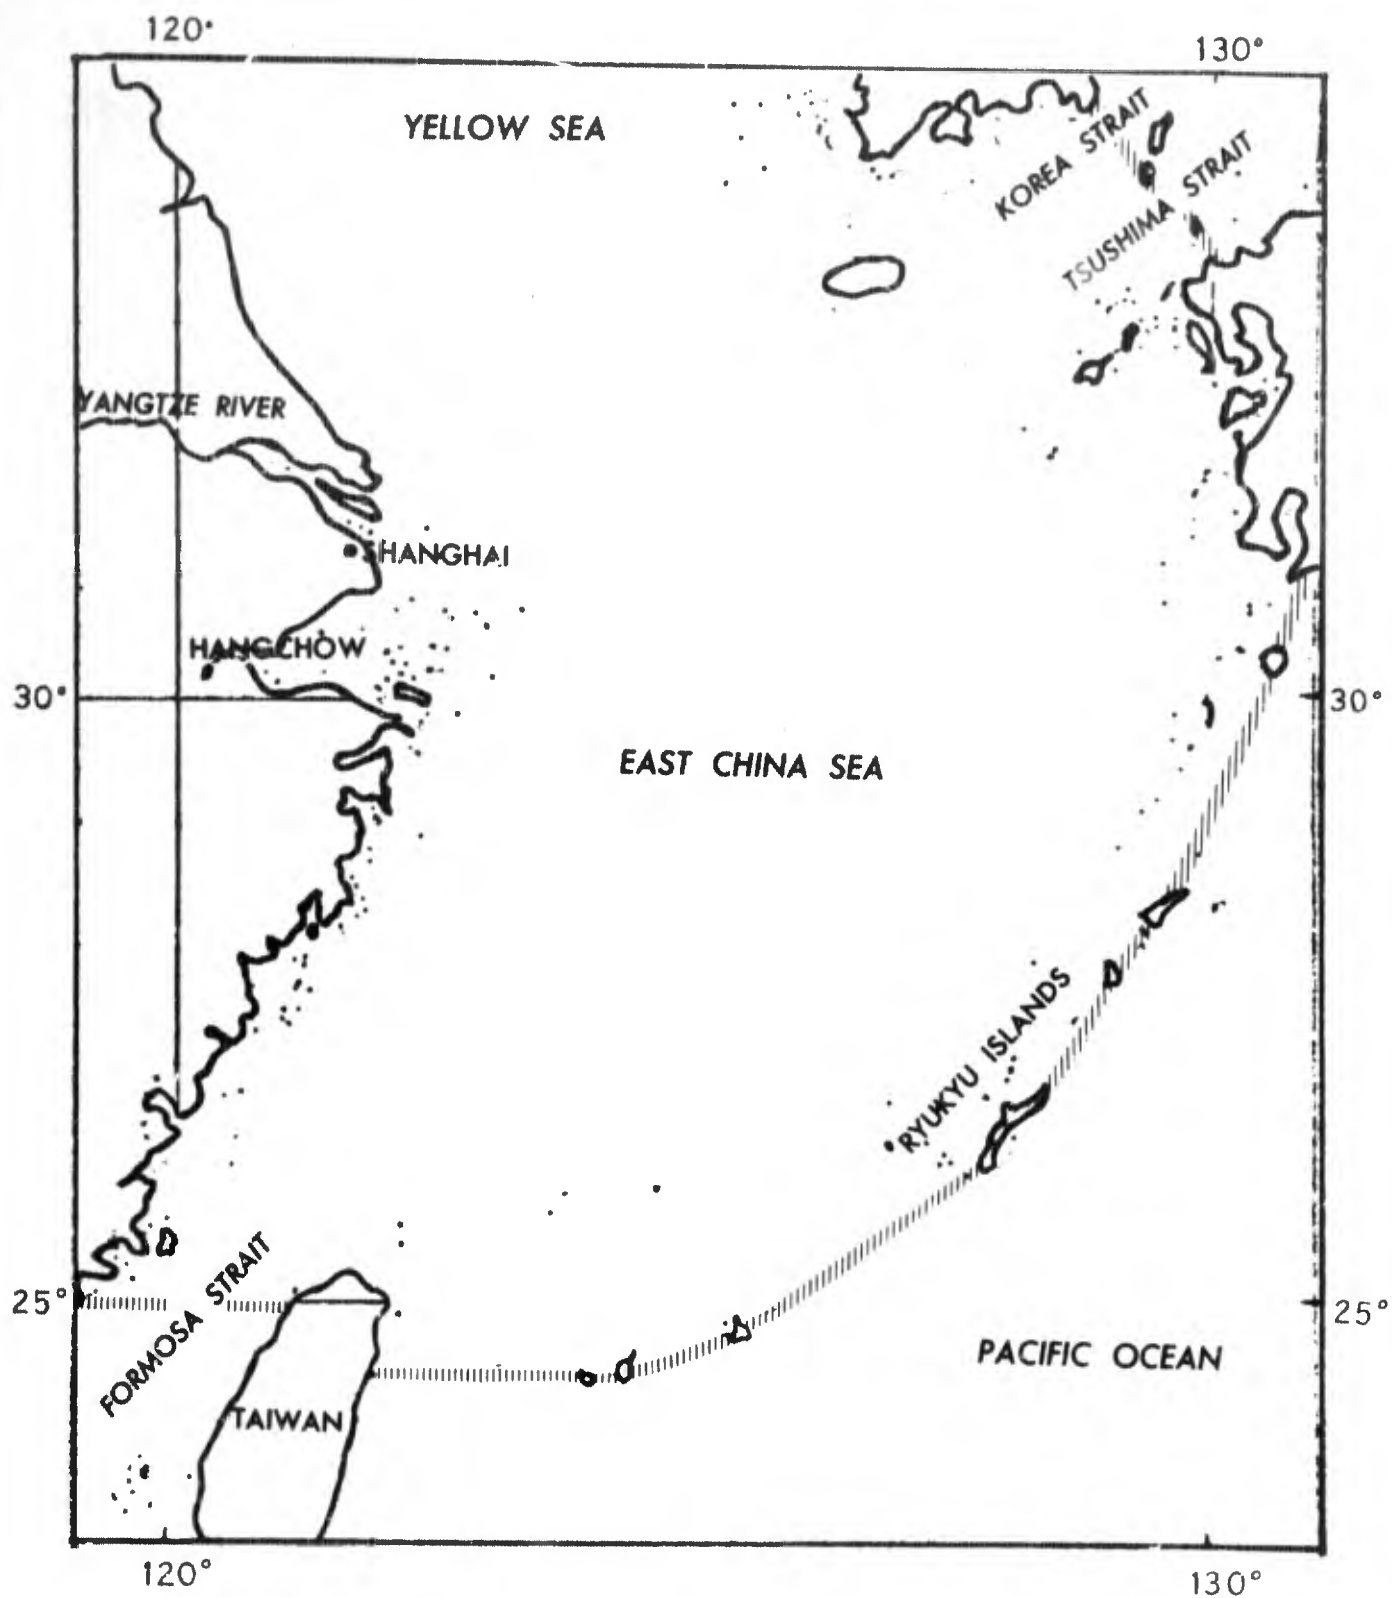 120°
130°
YELLOW SEA
KOREA STRAIT
TSUSHIMA STRAIT
YANGTZE RIVER
SHANGHAI
HANGCHOW
30°
30°
EAST CHINA SEA
RYUKYU ISLANDS
FORMOSA STRAIT
25°
25°
PACIFIC OCEAN
TAIWAN
120°
130°